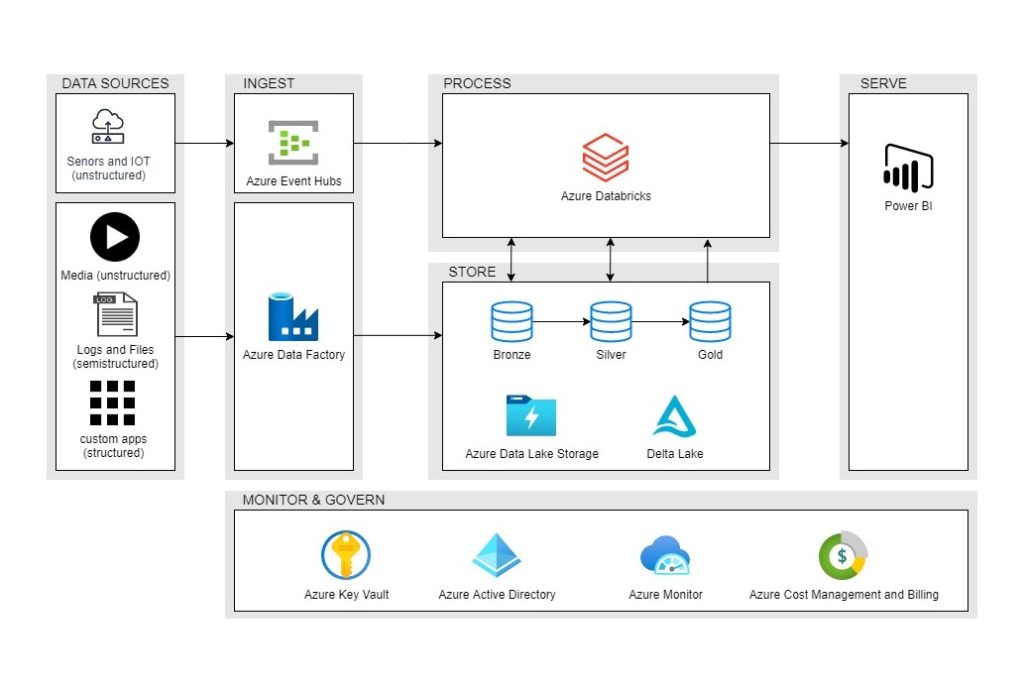 DATA SOURCES
INGEST
PROCESS
SERVE
Senors and IOT
(unstructured)
Azure Event Hubs
Azure Databricks
Power BI
Media (unstructured)
LOG
Logs and Files
(semistructured)
custom apps
(structured)
Azure Data Factory
STORE
Bronze
Silver
Gold
Azure Data Lake Storage
Delta Lake
MONITOR & GOVERN
Azure Key Vault
Azure Active Directory
Azure Monitor
$
Azure Cost Management and Billing